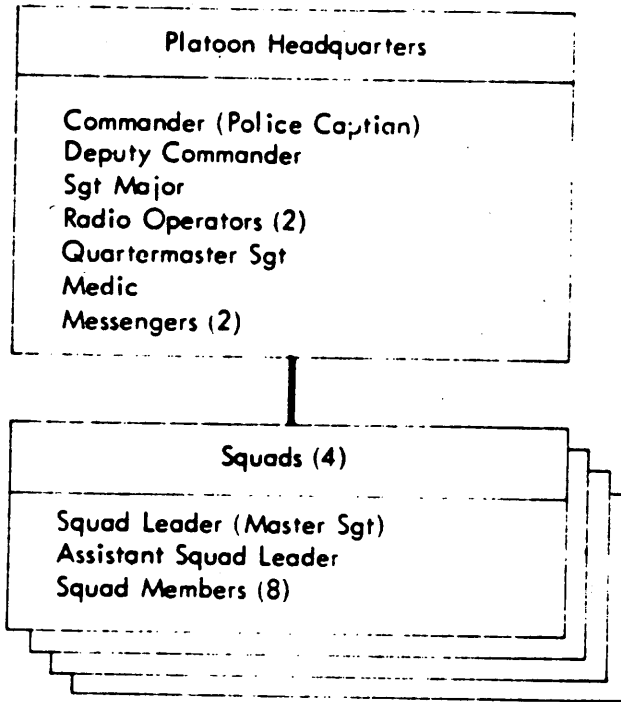 Platoon Headquarters
Commander (Police Caption)
Deputy Commander
Sgt Major
Radio Operators (2)
Quartermaster Sgt
Medic
Messengers (2)
Squads (4)
Squad Leader (Master Sgt)
Assistant Squad Leader
Squad Members (8)